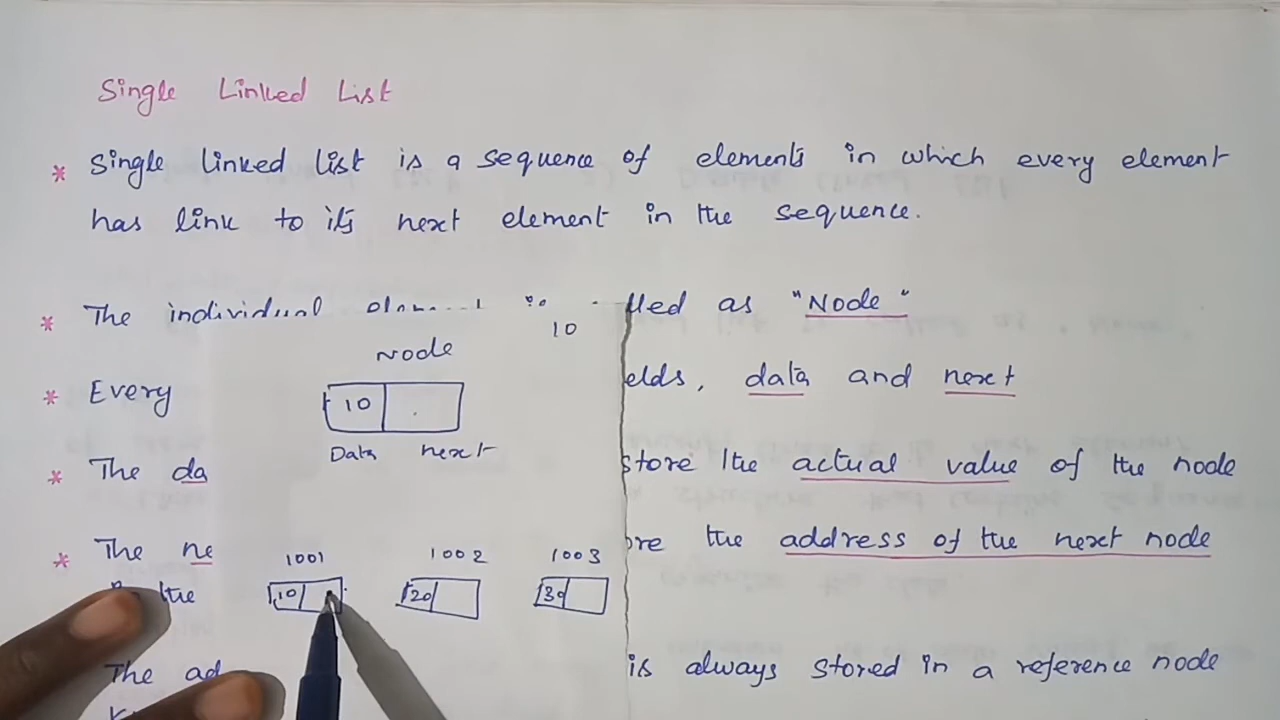 Single Linked List
* Single linked list is a sequence of elements in which every element
has link to its next element in the sequence.
* The individual lled as "Node"
10
Node
* Every elds, data and next
10
Data next
* The da store the actual value of the node
* The ne ore the address of the next node
1001 1002 1003
the
10 20 30
The ad is always stored in a reference node